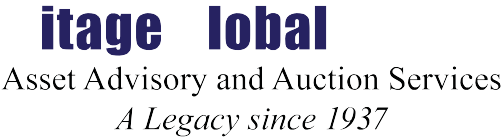 itage lobal
Asset Advisory and Auction Services
A Legacy since 1937